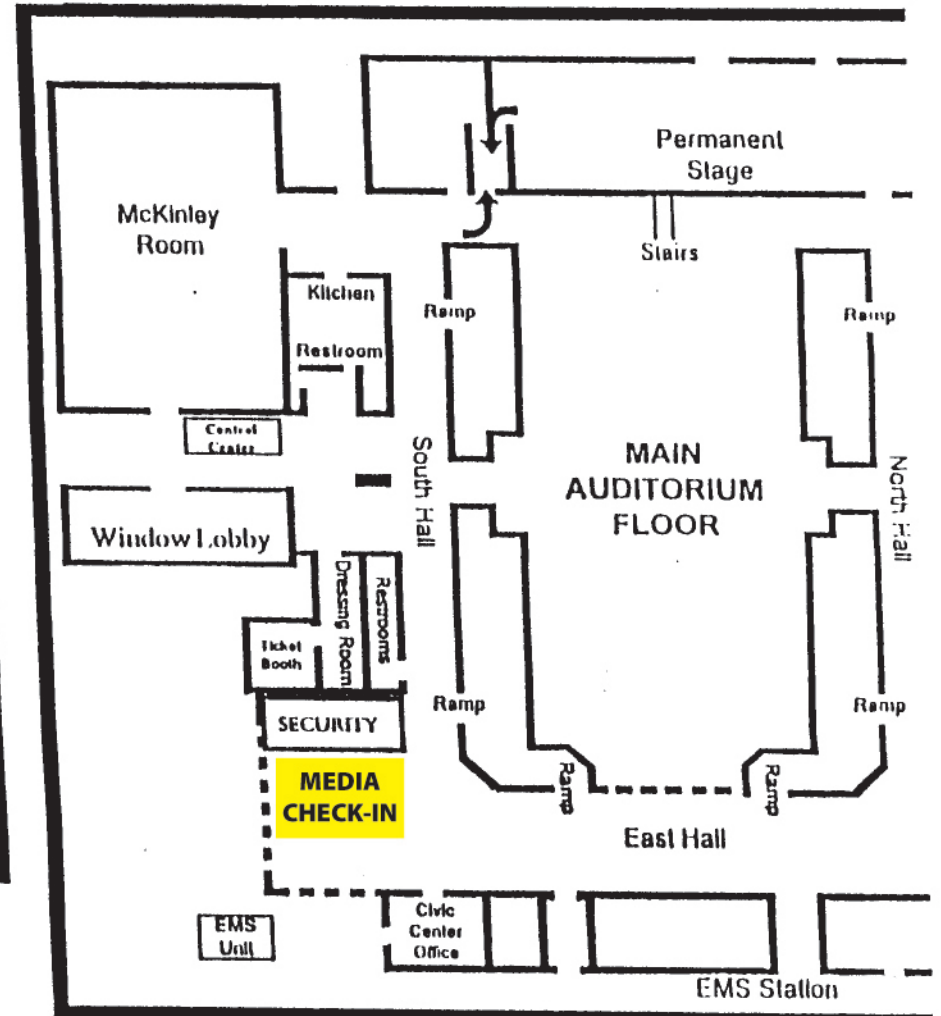 Permanent
Stage
McKinley
Room
Stairs
Kitchen
Ramp
Ramp
Restroom
Control
Center
MAIN
AUDITORIUM
FLOOR
South Hall
North Hall
Window Lobby
Dressing Room
Restrooms
Ticket
Booth
Ramp
Ramp
SECURITY
MEDIA
CHECK-IN
Ramp
Ramp
East Hall
Civic
Center
Office
EMS
Unit
EMS Station